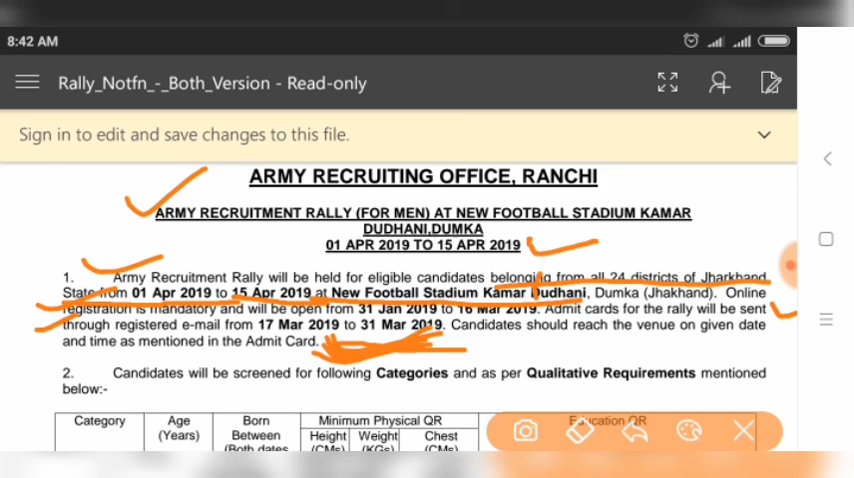 8:42 AM
Rally_Notfn_-_Both_Version - Read-only
Sign in to edit and save changes to this file.
ARMY RECRUITING OFFICE, RANCHI
ARMY RECRUITMENT RALLY (FOR MEN) AT NEW FOOTBALL STADIUM KAMAR
DUDHANI,DUMKA
01 APR 2019 TO 15 APR 2019
1. Army Recruitment Rally will be held for eligible candidates belonging from all 24 districts of Jharkhand
State from 01 Apr 2019 to 15 Apr 2019 at New Football Stadium Kamar Dudhani, Dumka (Jhakhand). Online
registration is mandatory and will be open from 31 Jan 2019 to 16 Mar 2019. Admit cards for the rally will be sent
through registered e-mail from 17 Mar 2019 to 31 Mar 2019. Candidates should reach the venue on given date
and time as mentioned in the Admit Card.
2. Candidates will be screened for following Categories and as per Qualitative Requirements mentioned
below:-
Category Age Born Minimum Physical QR Education QR
(Years) Between Height Weight Chest
(Both dates (CMs) (KGs) (CMs)